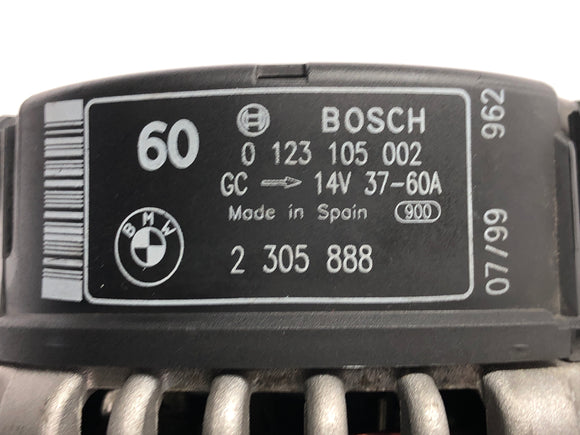 60 BOSCH
0 123 105 002
GC → 14V 37-60A
Made in Spain 900
BMW
2 305 888
07/99 962